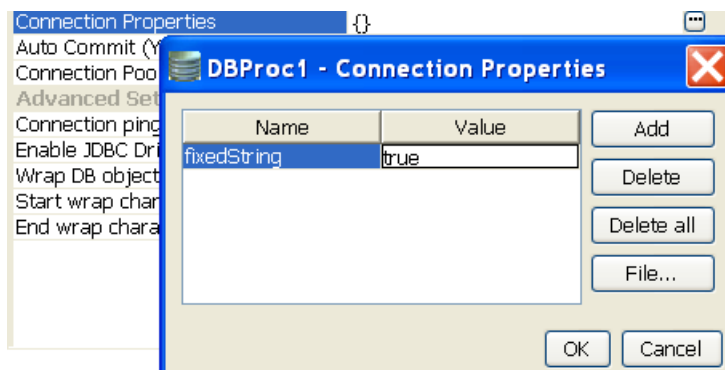 Connection Properties {}
Auto Commit (Y
Connection Poo
Advanced Set
Connection ping
Enable JDBC Dri
Wrap DB object
Start wrap char
End wrap chara
DBProc1 - Connection Properties
Name Value
fixedString true
Add
Delete
Delete all
File...
OK Cancel